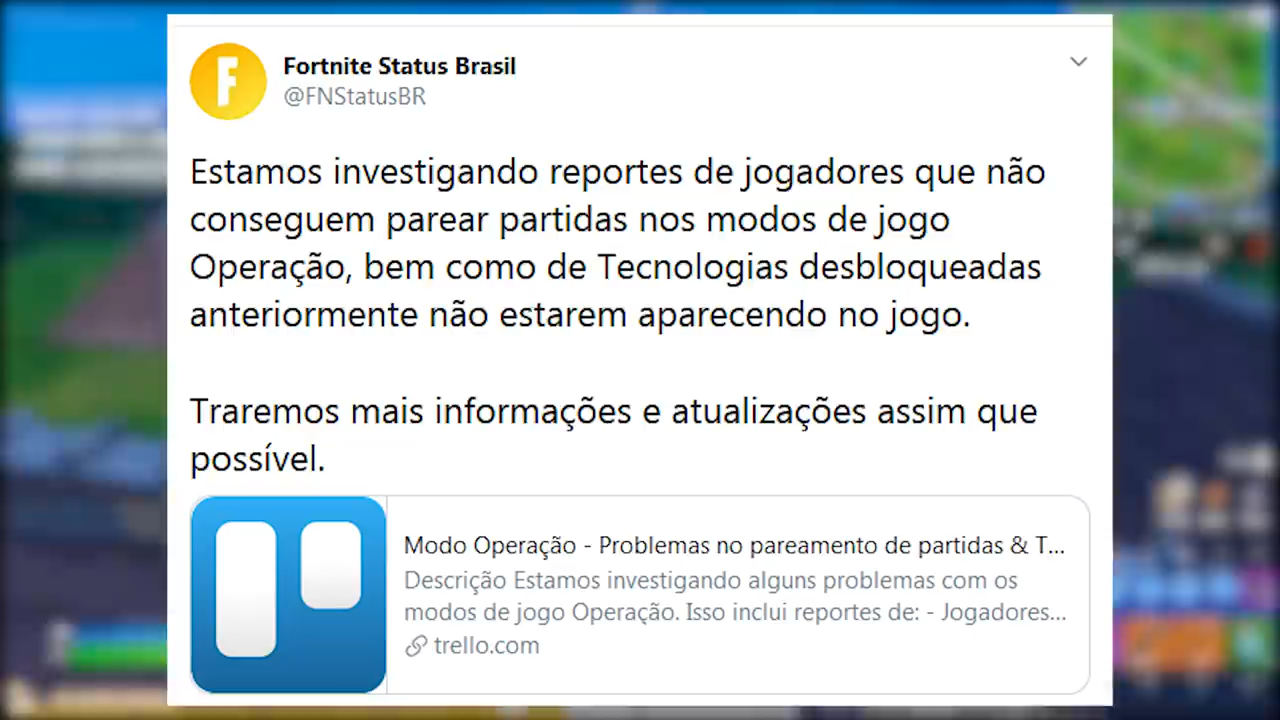 Fortnite Status Brasil
@FNStatusBR
Estamos investigando reportes de jogadores que não
conseguem parear partidas nos modos de jogo
Operação, bem como de Tecnologias desbloqueadas
anteriormente não estarem aparecendo no jogo.
Traremos mais informações e atualizações assim que
possível.
Modo Operação - Problemas no pareamento de partidas & T...
Descrição Estamos investigando alguns problemas com os
modos de jogo Operação. Isso inclui reportes de: - Jogadores...
trello.com